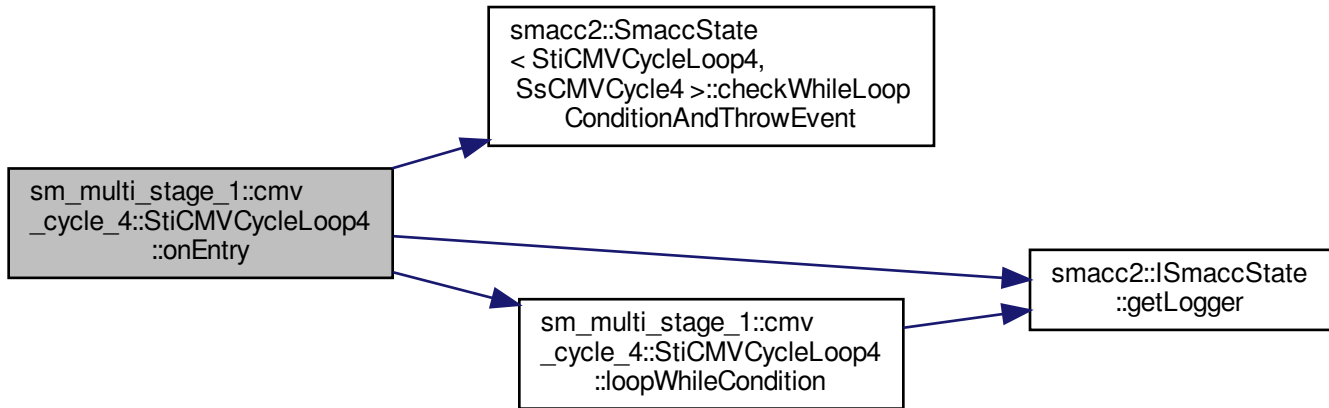 smacc2::SmaccState
< StiCMVCycleLoop4,
SsCMVCycle4 >::checkWhileLoop
ConditionAndThrowEvent
sm_multi_stage_1::cmv
_cycle_4::StiCMVCycleLoop4
::onEntry
smacc2::ISmaccState
::getLogger
sm_multi_stage_1::cmv
_cycle_4::StiCMVCycleLoop4
::loopWhileCondition